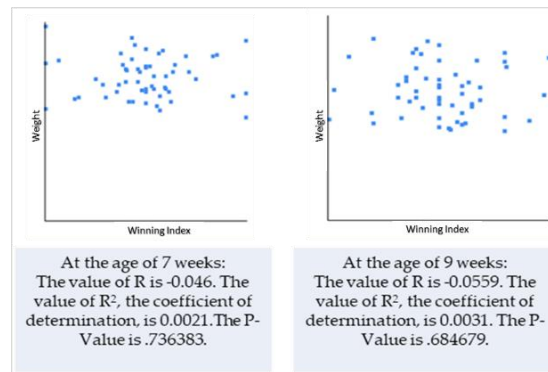 Weight
Winning Index
At the age of 7 weeks:
The value of R is -0.046. The
value of R², the coefficient of
determination, is 0.0021.The P-
Value is .736383.
Weight
Winning Index
At the age of 9 weeks:
The value of R is -0.0559. The
value of R², the coefficient of
determination, is 0.0031. The P-
Value is .684679.